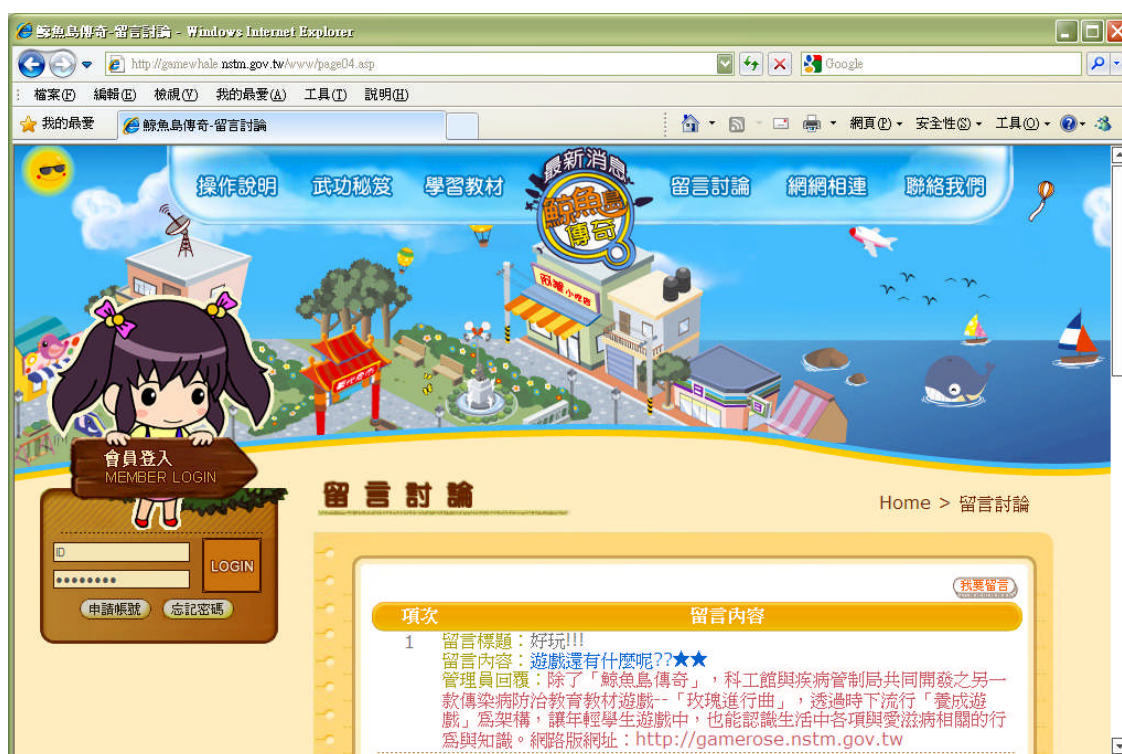 鯨魚島傳奇-留言討論 - Windows Internet Explorer
http://gamewhale.nstm.gov.tw/www/page04.asp
Google
檔案(F) 編輯(E) 檢視(V) 我的最愛(A) 工具(T) 說明(H)
我的最愛
鯨魚島傳奇-留言討論
網頁(P) 安全性(S) 工具(O)
操作說明 武功秘笈 學習教材 最新消息 留言討論 網網相連 聯絡我們
鯨魚島
傳奇
小吃店
會員登入
MEMBER LOGIN
ID
LOGIN
申請帳號 忘記密碼
留言討論
Home > 留言討論
我要留言
項次 留言內容
1 留言標題：好玩!!!
留言內容：遊戲還有什麼呢??★★
管理員回覆：除了「鯨魚島傳奇」，科工館與疾病管制局共同開發之另一
款傳染病防治教育教材遊戲--「玫瑰進行曲」，透過時下流行「養成遊
戲」為架構，讓年輕學生遊戲中，也能認識生活中各項與愛滋病相關的行
為與知識。網路版網址：http://gamerose.nstm.gov.tw